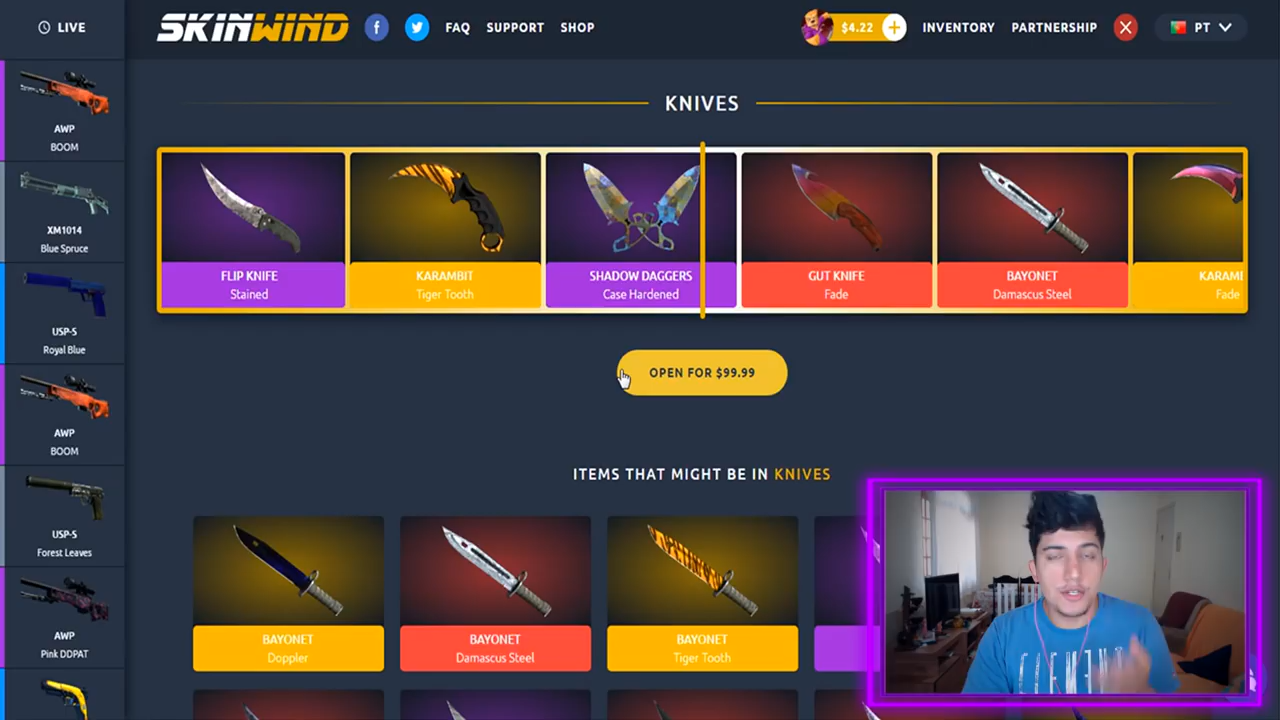 LIVE
SKINWIND
f
FAQ
SUPPORT
SHOP
$4.22
+
INVENTORY
PARTNERSHIP
PT
AWP
BOOM
XM1014
Blue Spruce
USP-S
Royal Blue
AWP
BOOM
USP-S
Forest Leaves
AWP
Pink DDPAT
KNIVES
FLIP KNIFE
Stained
KARAMBIT
Tiger Tooth
SHADOW DAGGERS
Case Hardened
GUT KNIFE
Fade
BAYONET
Damascus Steel
KARAMI
Fade
OPEN FOR $99.99
ITEMS THAT MIGHT BE IN KNIVES
BAYONET
Doppler
BAYONET
Damascus Steel
BAYONET
Tiger Tooth